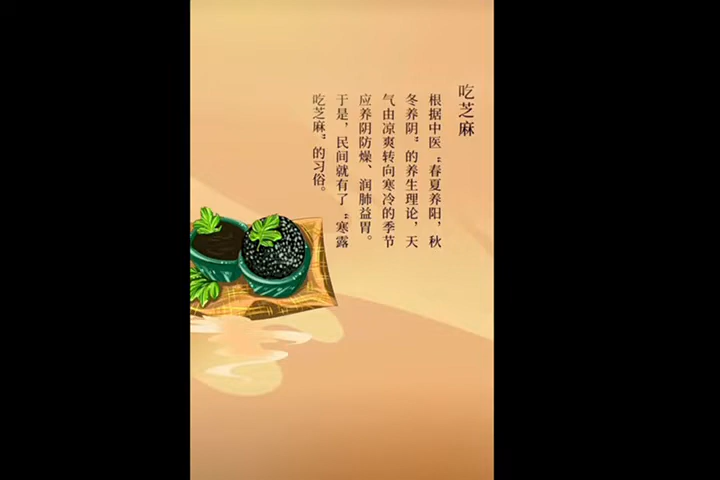 吃芝麻
根据中医“春夏养阳，秋
冬养阴”的养生理论，天
气由凉爽转向寒冷的季节
应养阴防燥、润肺益胃。
于是，民间就有了“寒露
吃芝麻”的习俗。